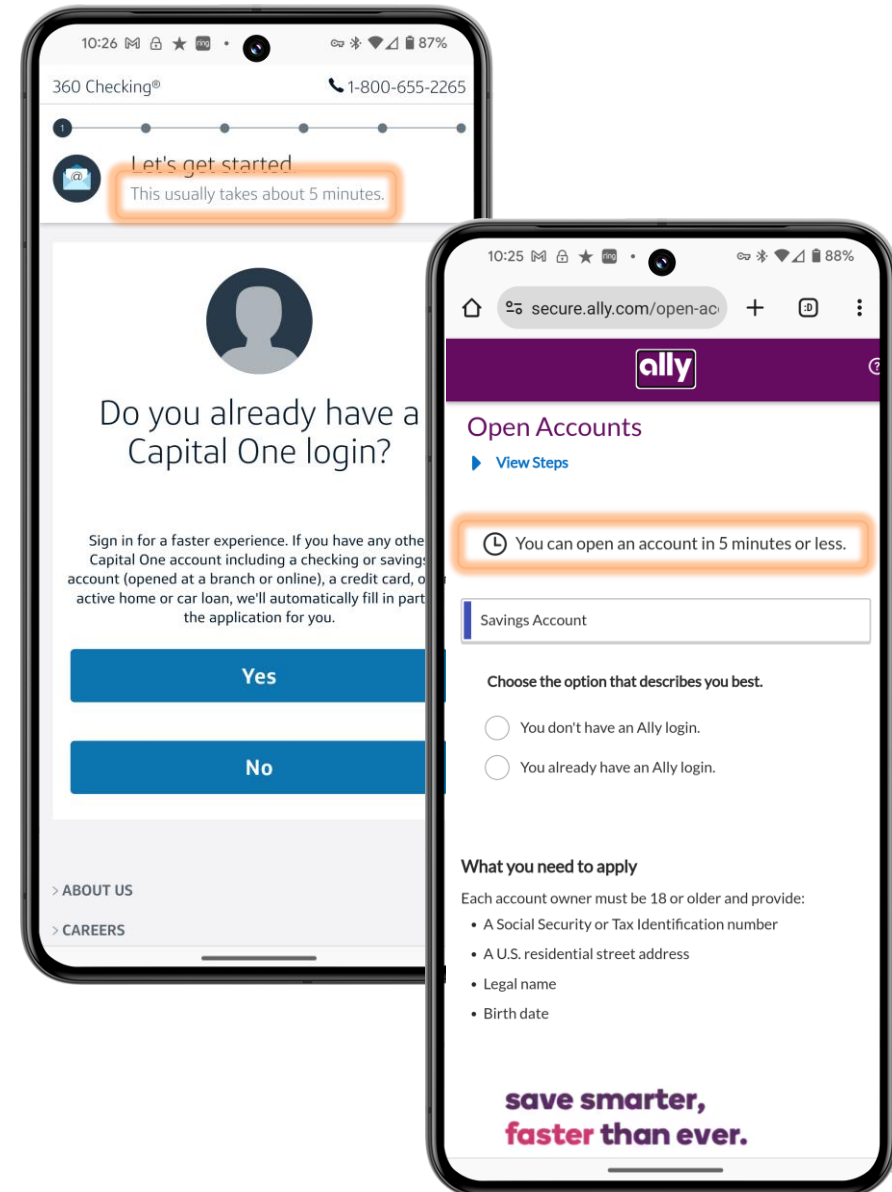 10:26
ring
87%
360 Checking®
1-800-655-2265
1
@
Let's get started
This usually takes about 5 minutes.
Do you already have a
Capital One login?
Sign in for a faster experience. If you have any othe
Capital One account including a checking or saving
account (opened at a branch or online), a credit card, o
active home or car loan, we'll automatically fill in part
the application for you.
Yes
No
> ABOUT US
> CAREERS
10:25
ring
88%
secure.ally.com/open-ac
:D
ally
?
Open Accounts
View Steps
You can open an account in 5 minutes or less.
Savings Account
Choose the option that describes you best.
You don't have an Ally login.
You already have an Ally login.
What you need to apply
Each account owner must be 18 or older and provide:
• A Social Security or Tax Identification number
• A U.S. residential street address
• Legal name
• Birth date
save smarter,
faster than ever.